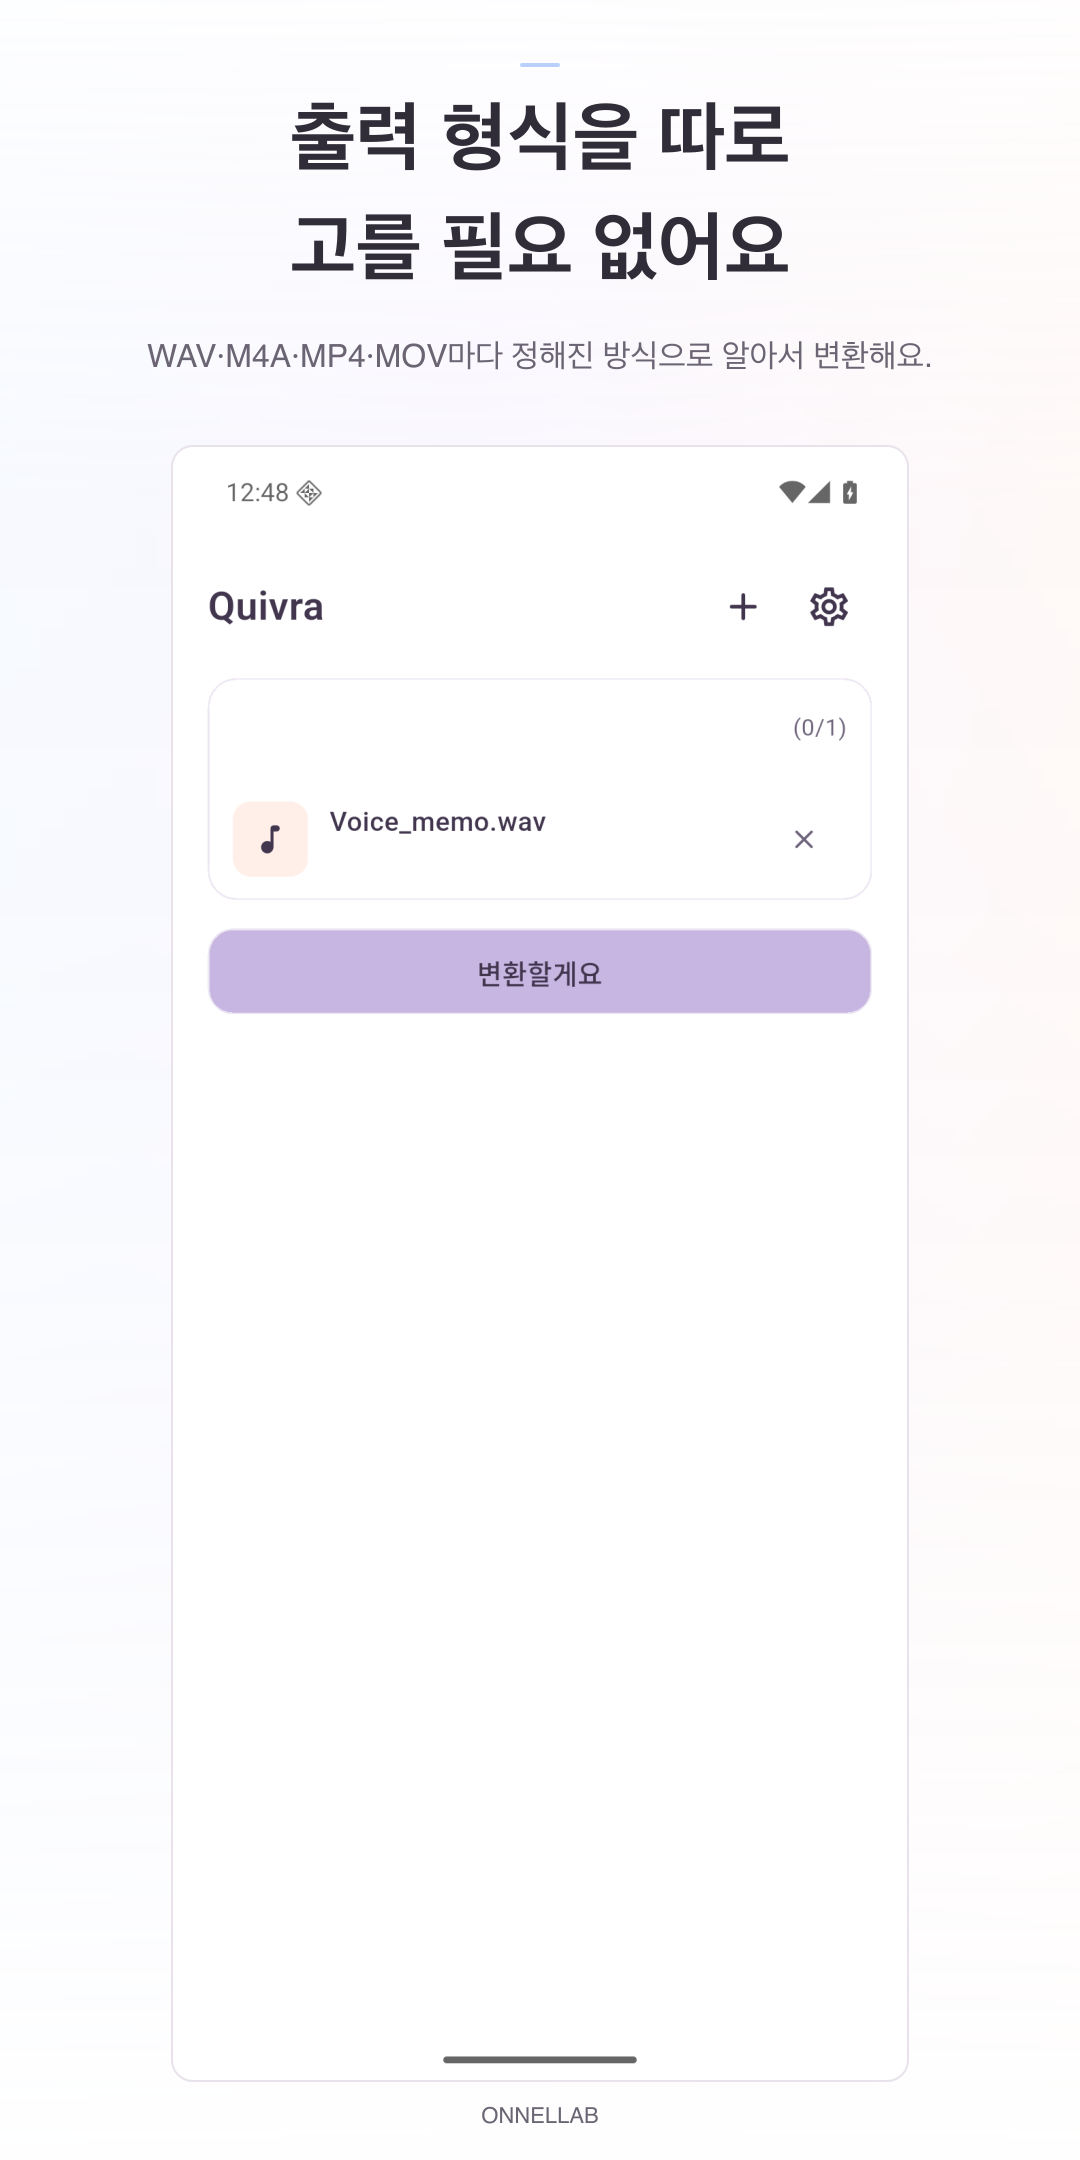 출력 형식을 따로
고를 필요 없어요
WAV·M4A·MP4·MOV마다 정해진 방식으로 알아서 변환해요.
12:48
Quivra
(0/1)
Voice_memo.wav
변환할게요
ONNELLAB